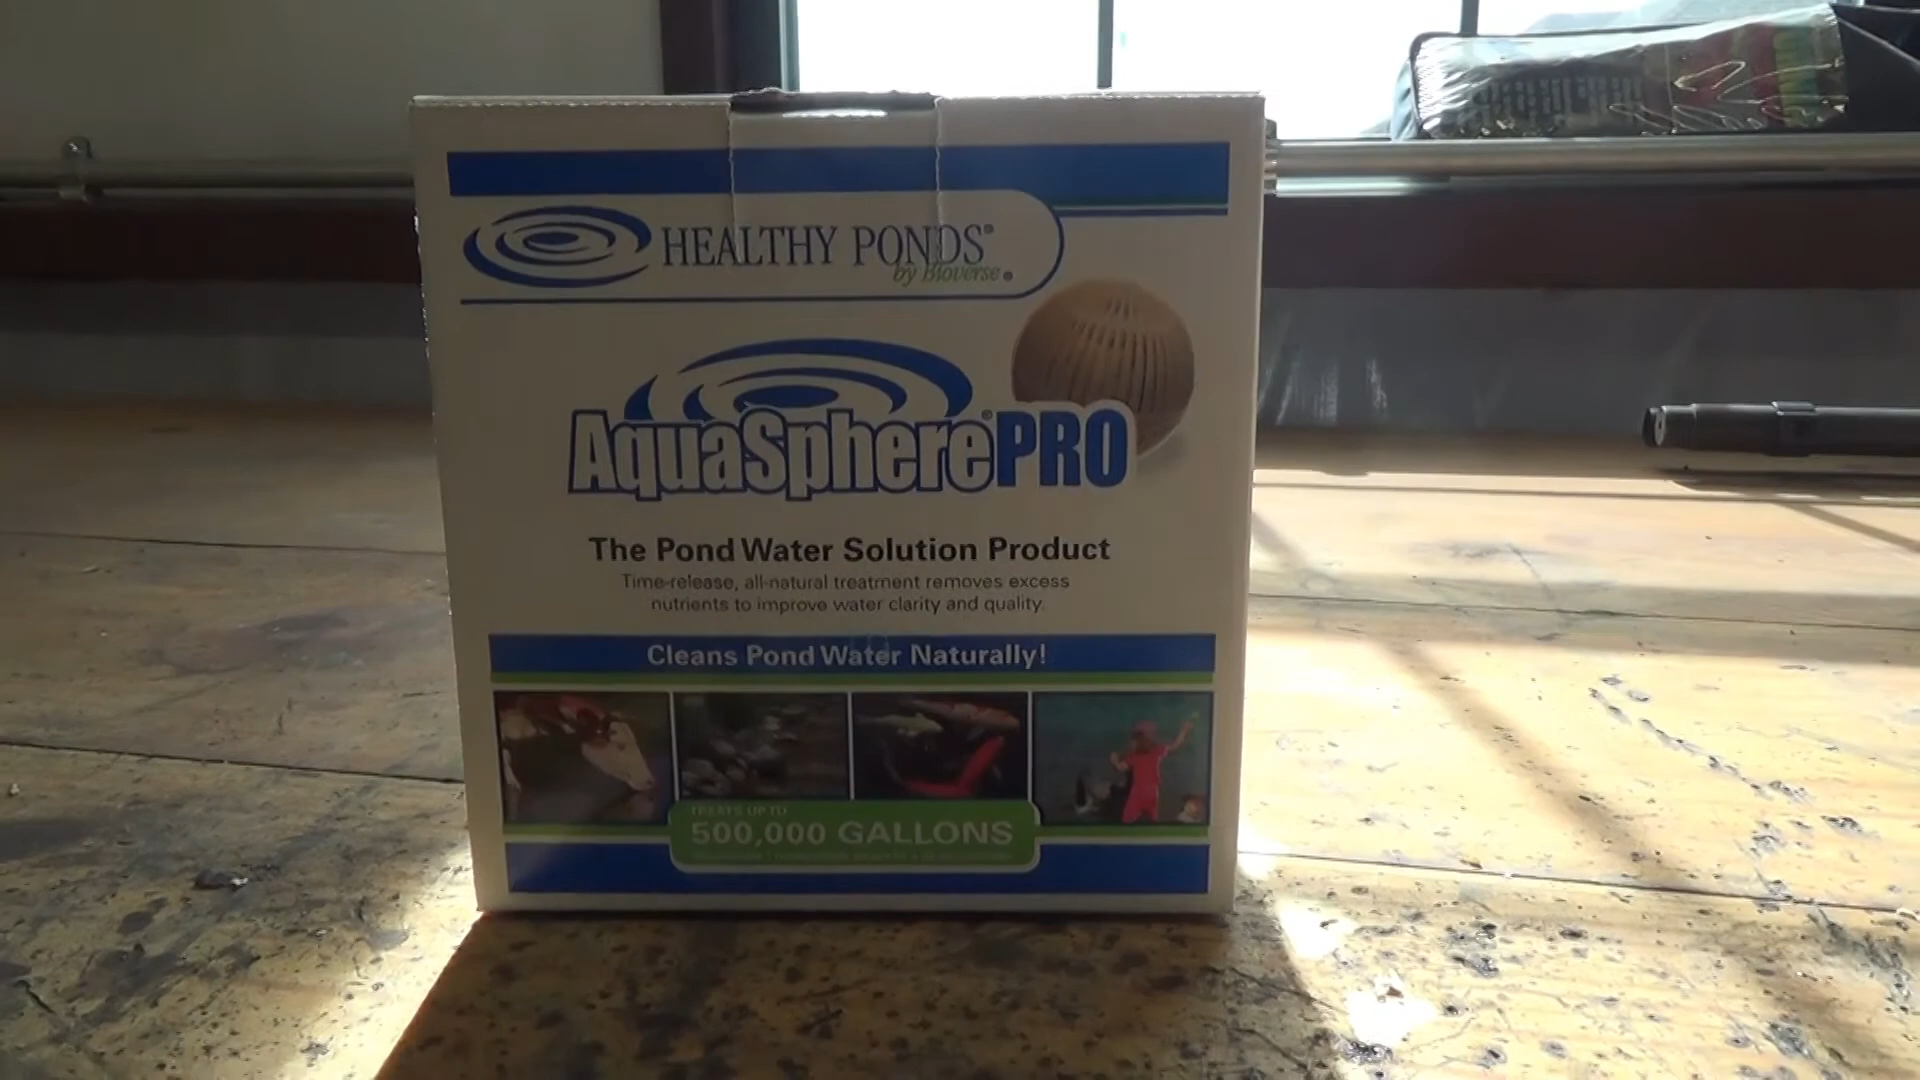 HEALTHY PONDS®
by Bioverse®
AquaSphere®PRO
The Pond Water Solution Product
Time-release, all-natural treatment removes excess
nutrients to improve water clarity and quality.
Cleans Pond Water Naturally!
TREATS UP TO
500,000 GALLONS